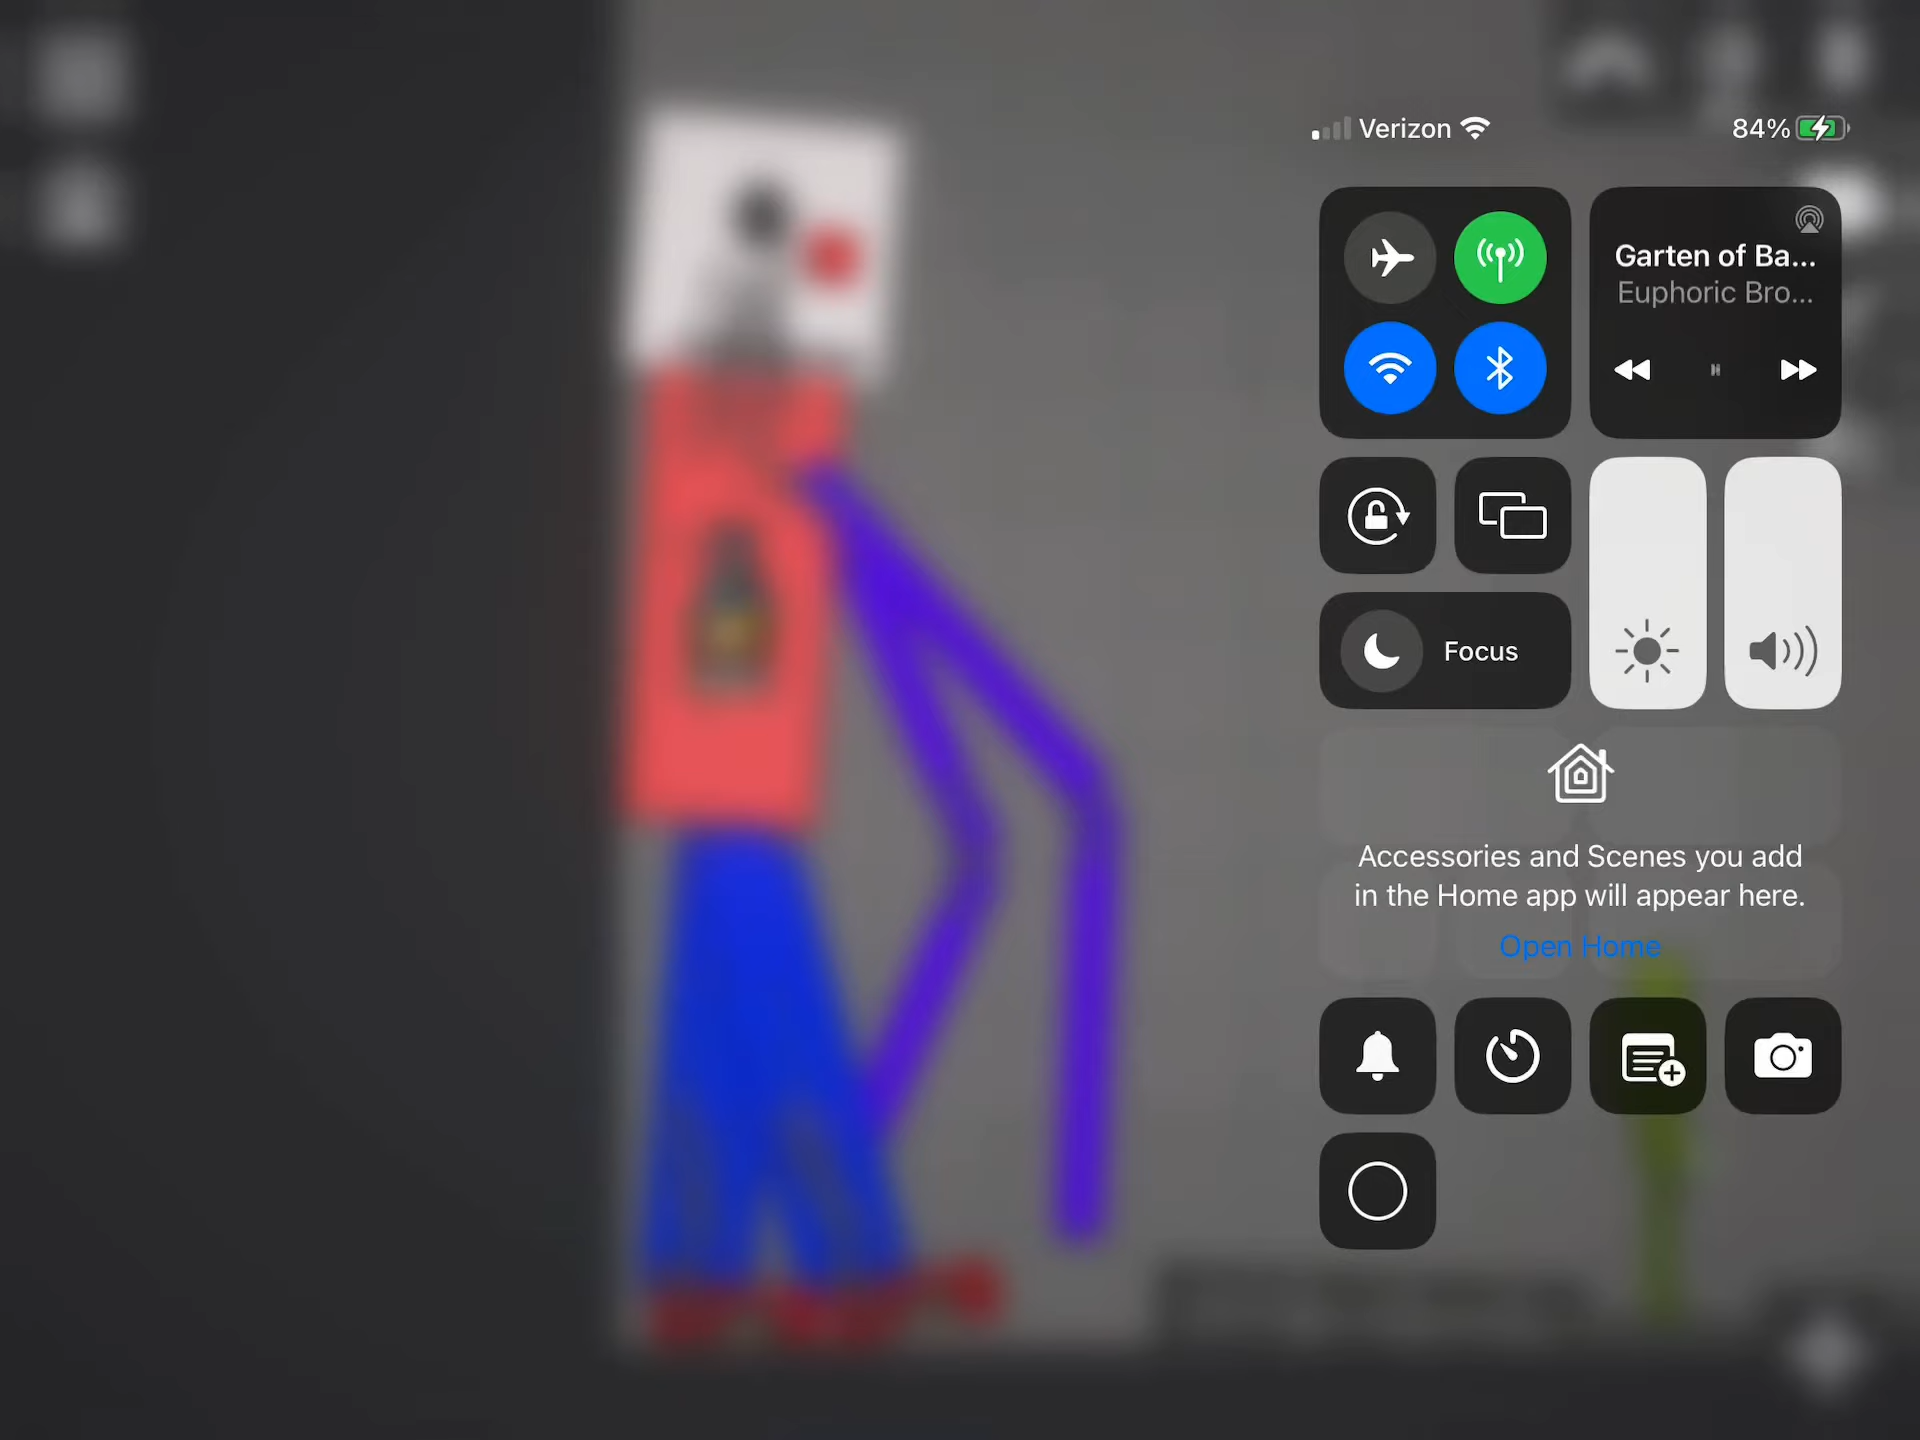 Verizon
84%
Garten of Ba...
Euphoric Bro...
Focus
Accessories and Scenes you add
in the Home app will appear here.
Open Home